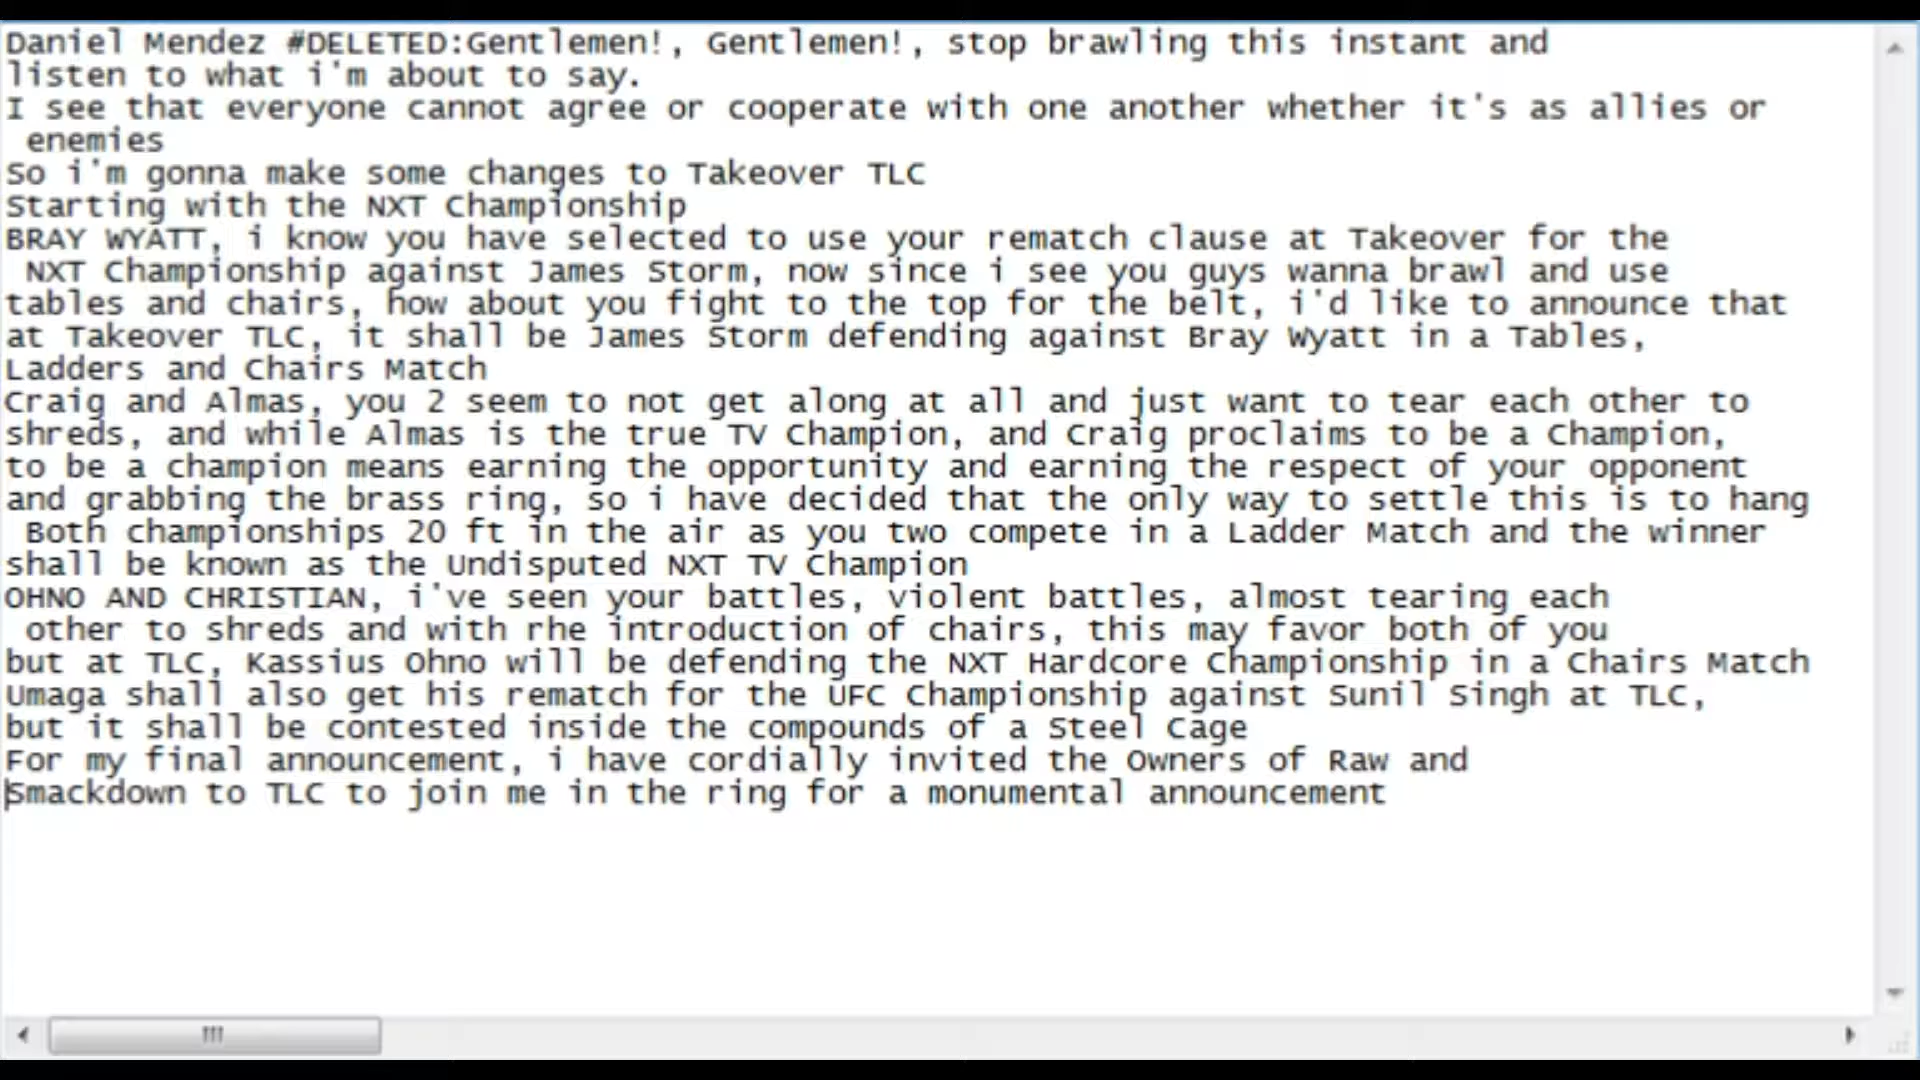 Daniel Mendez #DELETED:Gentlemen!, Gentlemen!, stop brawling this instant and
listen to what i'm about to say.
I see that everyone cannot agree or cooperate with one another whether it's as allies or
enemies
So i'm gonna make some changes to Takeover TLC
Starting with the NXT Championship
BRAY WYATT, i know you have selected to use your rematch clause at Takeover for the
NXT Championship against James Storm, now since i see you guys wanna brawl and use
tables and chairs, how about you fight to the top for the belt, i'd like to announce that
at Takeover TLC, it shall be James Storm defending against Bray Wyatt in a Tables,
Ladders and Chairs Match
Craig and Almas, you 2 seem to not get along at all and just want to tear each other to
shreds, and while Almas is the true TV Champion, and Craig proclaims to be a Champion,
to be a champion means earning the opportunity and earning the respect of your opponent
and grabbing the brass ring, so i have decided that the only way to settle this is to hang
Both championships 20 ft in the air as you two compete in a Ladder Match and the winner
shall be known as the Undisputed NXT TV Champion
OHNO AND CHRISTIAN, i've seen your battles, violent battles, almost tearing each
other to shreds and with rhe introduction of chairs, this may favor both of you
but at TLC, Kassius Ohno will be defending the NXT Hardcore Championship in a Chairs Match
Umaga shall also get his rematch for the UFC Championship against Sunil Singh at TLC,
but it shall be contested inside the compounds of a Steel Cage
For my final announcement, i have cordially invited the Owners of Raw and
Smackdown to TLC to join me in the ring for a monumental announcement